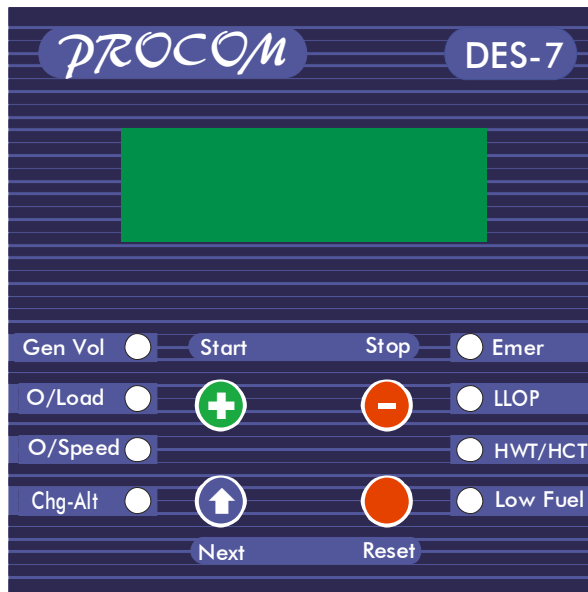 PROCOM DES-7
Gen Vol Start Stop Emer
O/Load LLOP
O/Speed HWT/HCT
Chg-Alt Low Fuel
Next Reset